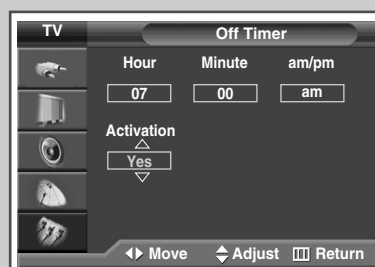 TV
Off Timer
Hour Minute am/pm
07 00 am
Activation
Yes
Move Adjust Return